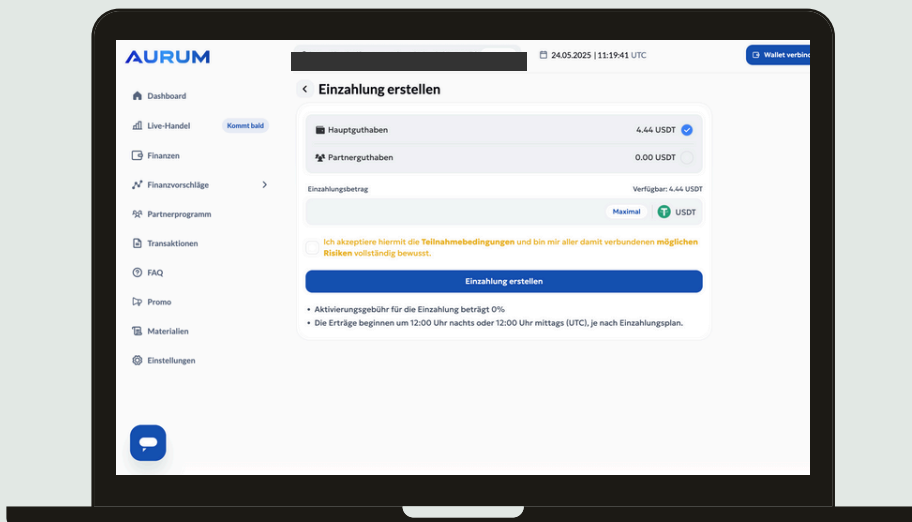 AURUM
24.05.2025 | 11:19:41 UTC
Wallet verbind
Dashboard
Live-Handel Kommt bald
Finanzen
Finanzvorschläge
Partnerprogramm
Transaktionen
FAQ
Promo
Materialien
Einstellungen
Einzahlung erstellen
Hauptguthaben 4.44 USDT
Partnerguthaben 0.00 USDT
Einzahlungsbetrag Verfügbar: 4.44 USDT
Maximal USDT
Ich akzeptiere hiermit die Teilnahmebedingungen und bin mir aller damit verbundenen möglichen
Risiken vollständig bewusst.
Einzahlung erstellen
• Aktivierungsgebühr für die Einzahlung beträgt 0%
• Die Erträge beginnen um 12:00 Uhr nachts oder 12:00 Uhr mittags (UTC), je nach Einzahlungsplan.